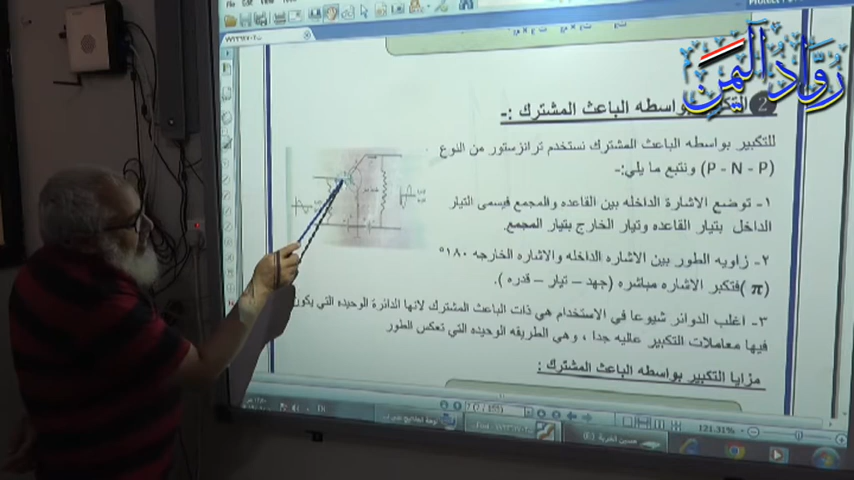 رواد اليمن
2 التكبير بواسطه الباعث المشترك :-
للتكبير بواسطه الباعث المشترك نستخدم ترانزستور من النوع
(P - N - P) ونتبع ما يلي:-
١- توضع الاشارة الداخله بين القاعده والمجمع فيسمى التيار
الداخل بتيار القاعده وتيار الخارج بتيار المجمع.
٢- زاويه الطور بين الاشاره الداخله والاشاره الخارجه ١٨٠°
(π) فتكبر الاشاره مباشره (جهد – تيار – قدره).
٣- اغلب الدوائر شيوعا في الاستخدام هي ذات الباعث المشترك لانها الدائرة الوحيده التي يكون
فيها معاملات التكبير عاليه جدا ، وهي الطريقه الوحيده التي تعكس الطور
مزايا التكبير بواسطه الباعث المشترك :
121.31%
EN